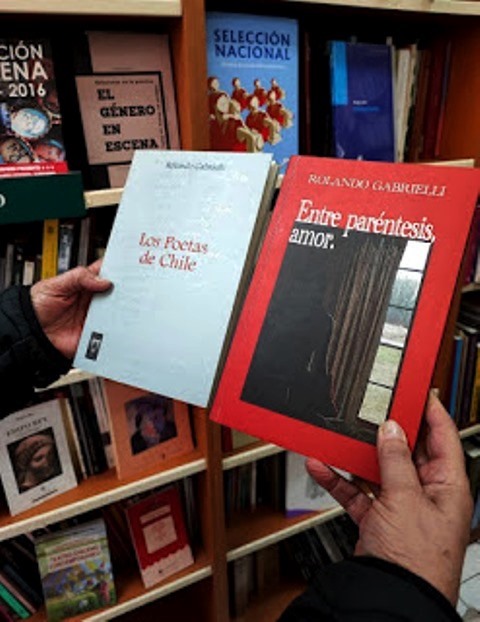 CIÓN
ENA
- 2016
EL
GÉNERO
EN
ESCENA
SELECCIÓN
NACIONAL
Rolando Gabrielli
Los Poetas
de Chile
ROLANDO GABRIELLI
Entre paréntesis,
amor.